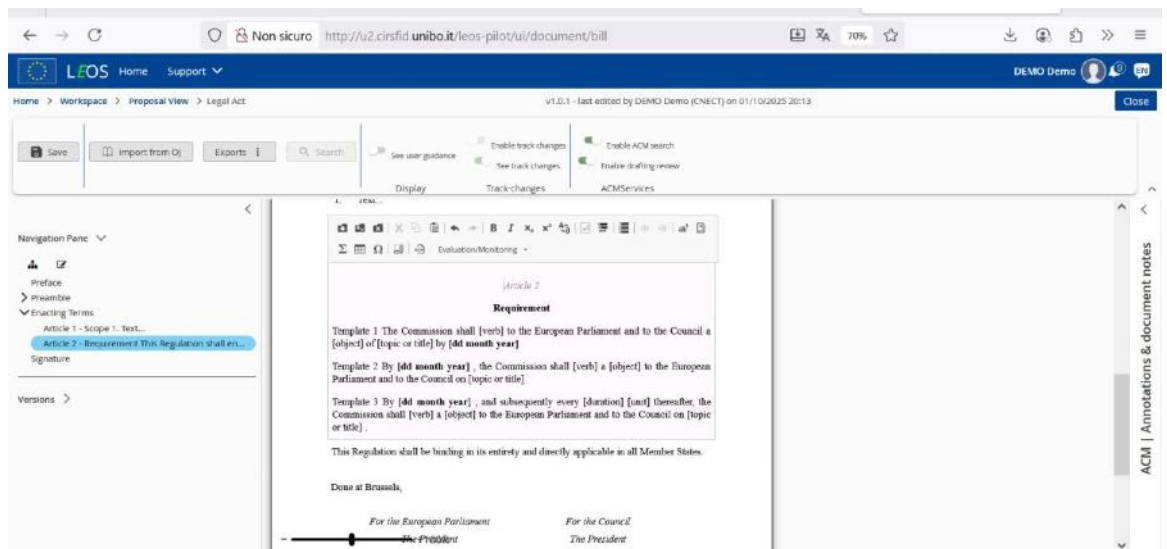 Non sicuro http://u2.cirsfid.unibo.it/leos-pilot/ui/document/bill 70%
LEOS Home Support DEMO Demo EN
Home > Workspace > Proposal View > Legal Act v1.0.1 - last edited by DEMO Demo (CNECT) on 01/10/2025 20:13 Close
Save Import from OJ Exports Search See user guidance Enable track changes Enable ACM search
See track changes Enable drafting review
Display Track-changes ACMServices
1. Text...
Navigation Pane
Evaluation/Monitoring
Preface
Preamble
Enacting Terms
Article 1 - Scope 1. Text...
Article 2 - Requirement This Regulation shall en...
Signature
Versions
Article 2
Requirement
Template 1 The Commission shall [verb] to the European Parliament and to the Council a
[object] of [topic or title] by [dd month year]
Template 2 By [dd month year] , the Commission shall [verb] a [object] to the European
Parliament and to the Council on [topic or title]
Template 3 By [dd month year] , and subsequently every [duration] [unit] thereafter, the
Commission shall [verb] a [object] to the European Parliament and to the Council on [topic
or title] .
This Regulation shall be binding in its entirety and directly applicable in all Member States.
Done at Brussels,
For the European Parliament For the Council
The President The President
ACM | Annotations & document notes